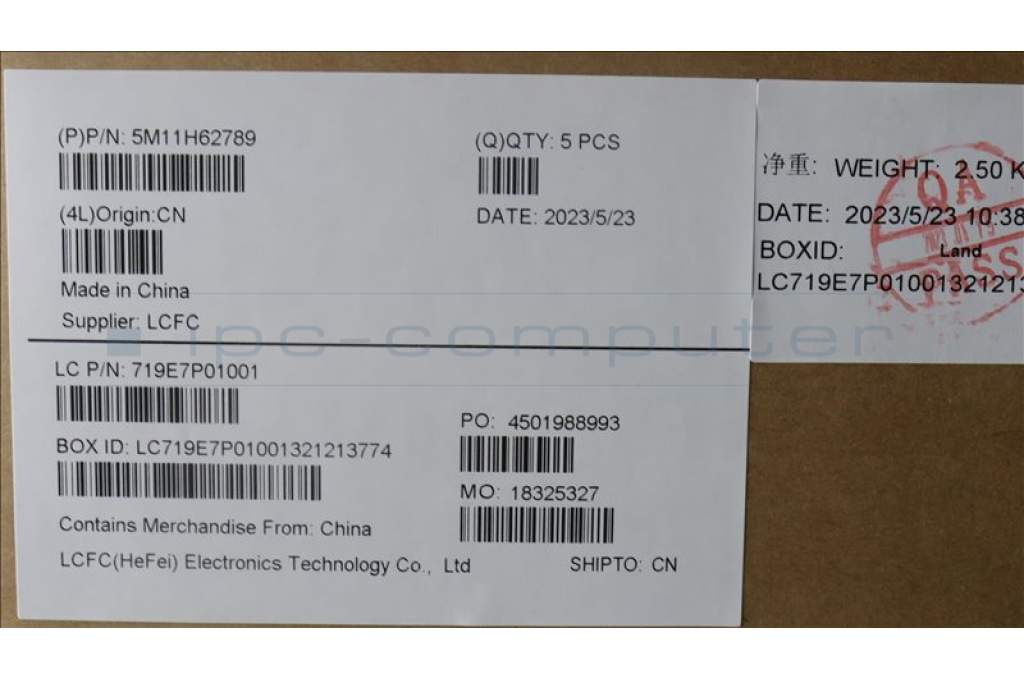 (P)P/N: 5M11H62789
(Q)QTY: 5 PCS
(4L)Origin:CN
DATE: 2023/5/23
Made in China
Supplier: LCFC
LC P/N: 719E7P01001
PO: 4501988993
BOX ID: LC719E7P01001321213774
MO: 18325327
Contains Merchandise From: China
LCFC(HeFei) Electronics Technology Co., Ltd
SHIPTO: CN
净重: WEIGHT: 2.50 K
DATE: 2023/5/23 10:38
BOXID: Land
LC719E7P0100132121
QA
PASS
ipc-computer